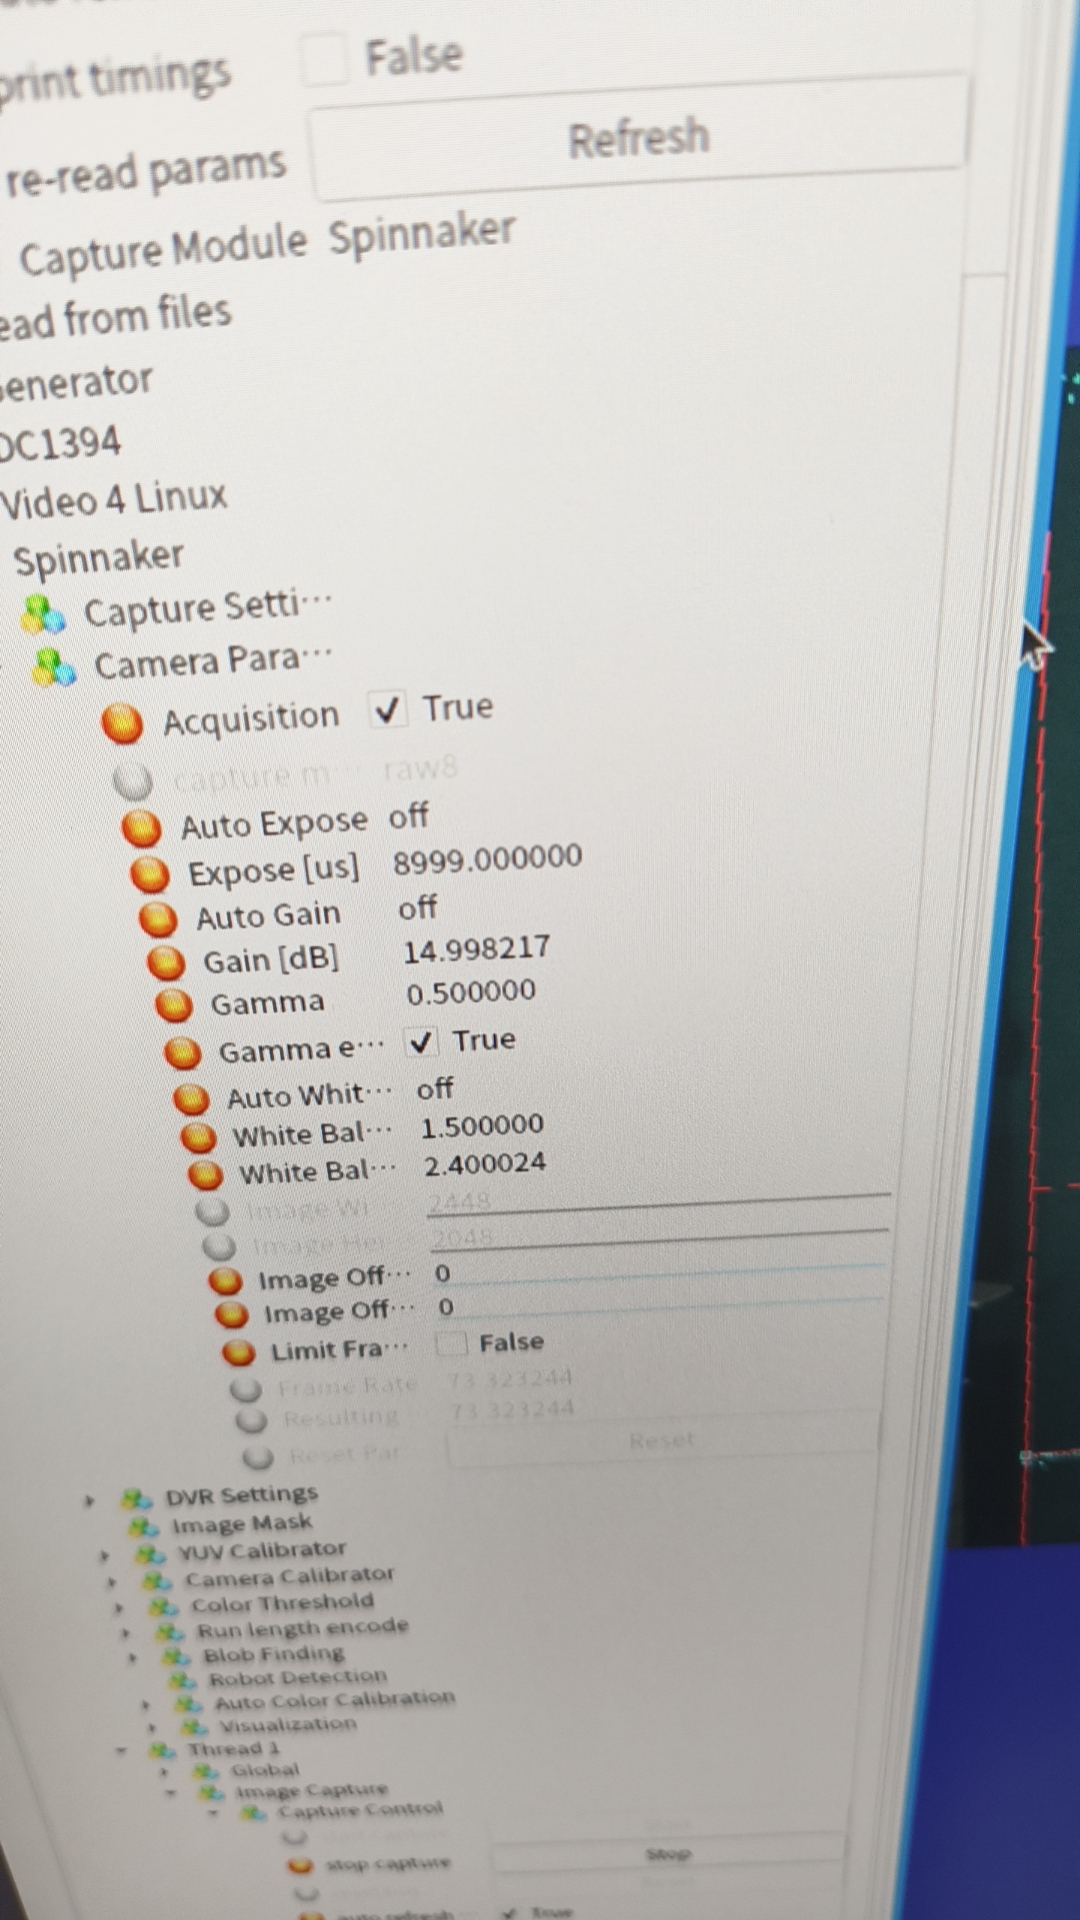 print timings False
re-read params Refresh
Capture Module Spinnaker
ead from files
enerator
DC1394
Video 4 Linux
Spinnaker
Capture Setti···
Camera Para···
Acquisition True
capture m··· raw8
Auto Expose off
Expose [us] 8999.000000
Auto Gain off
Gain [dB] 14.998217
Gamma 0.500000
Gamma e··· True
Auto Whit··· off
White Bal··· 1.500000
White Bal··· 2.400024
Image Wi 2448
Image Hei 2048
Image Off··· 0
Image Off··· 0
Limit Fra··· False
Frame Rate 73.323244
Resulting 73.323244
Reset Par Reset
DVR Settings
Image Mask
YUV Calibrator
Camera Calibrator
Color Threshold
Run length encode
Blob Finding
Robot Detection
Auto Color Calibration
Visualization
Thread 1
Global
Image Capture
Capture Control
stop capture Stop
auto refresh True